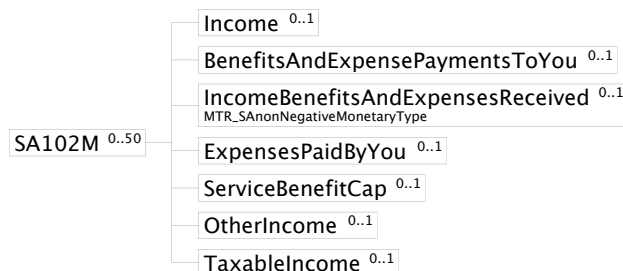 Income 0..1
BenefitsAndExpensePaymentsToYou 0..1
IncomeBenefitsAndExpensesReceived 0..1
MTR_SAnonNegativeMonetaryType
SA102M 0..50
ExpensesPaidByYou 0..1
ServiceBenefitCap 0..1
OtherIncome 0..1
TaxableIncome 0..1